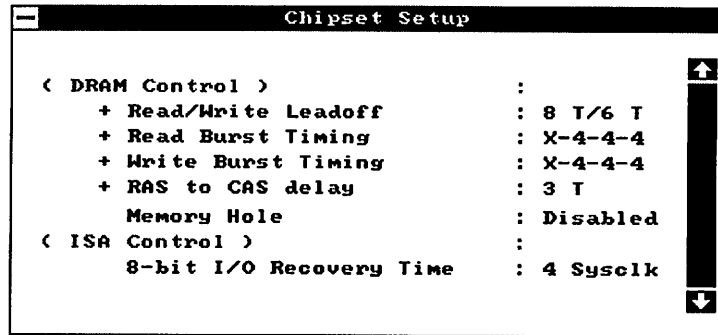 Chipset Setup
( DRAM Control ) :
+ Read/Write Leadoff : 8 T/6 T
+ Read Burst Timing : X-4-4-4
+ Write Burst Timing : X-4-4-4
+ RAS to CAS delay : 3 T
Memory Hole : Disabled
( ISA Control ) :
8-bit I/O Recovery Time : 4 Sysclk